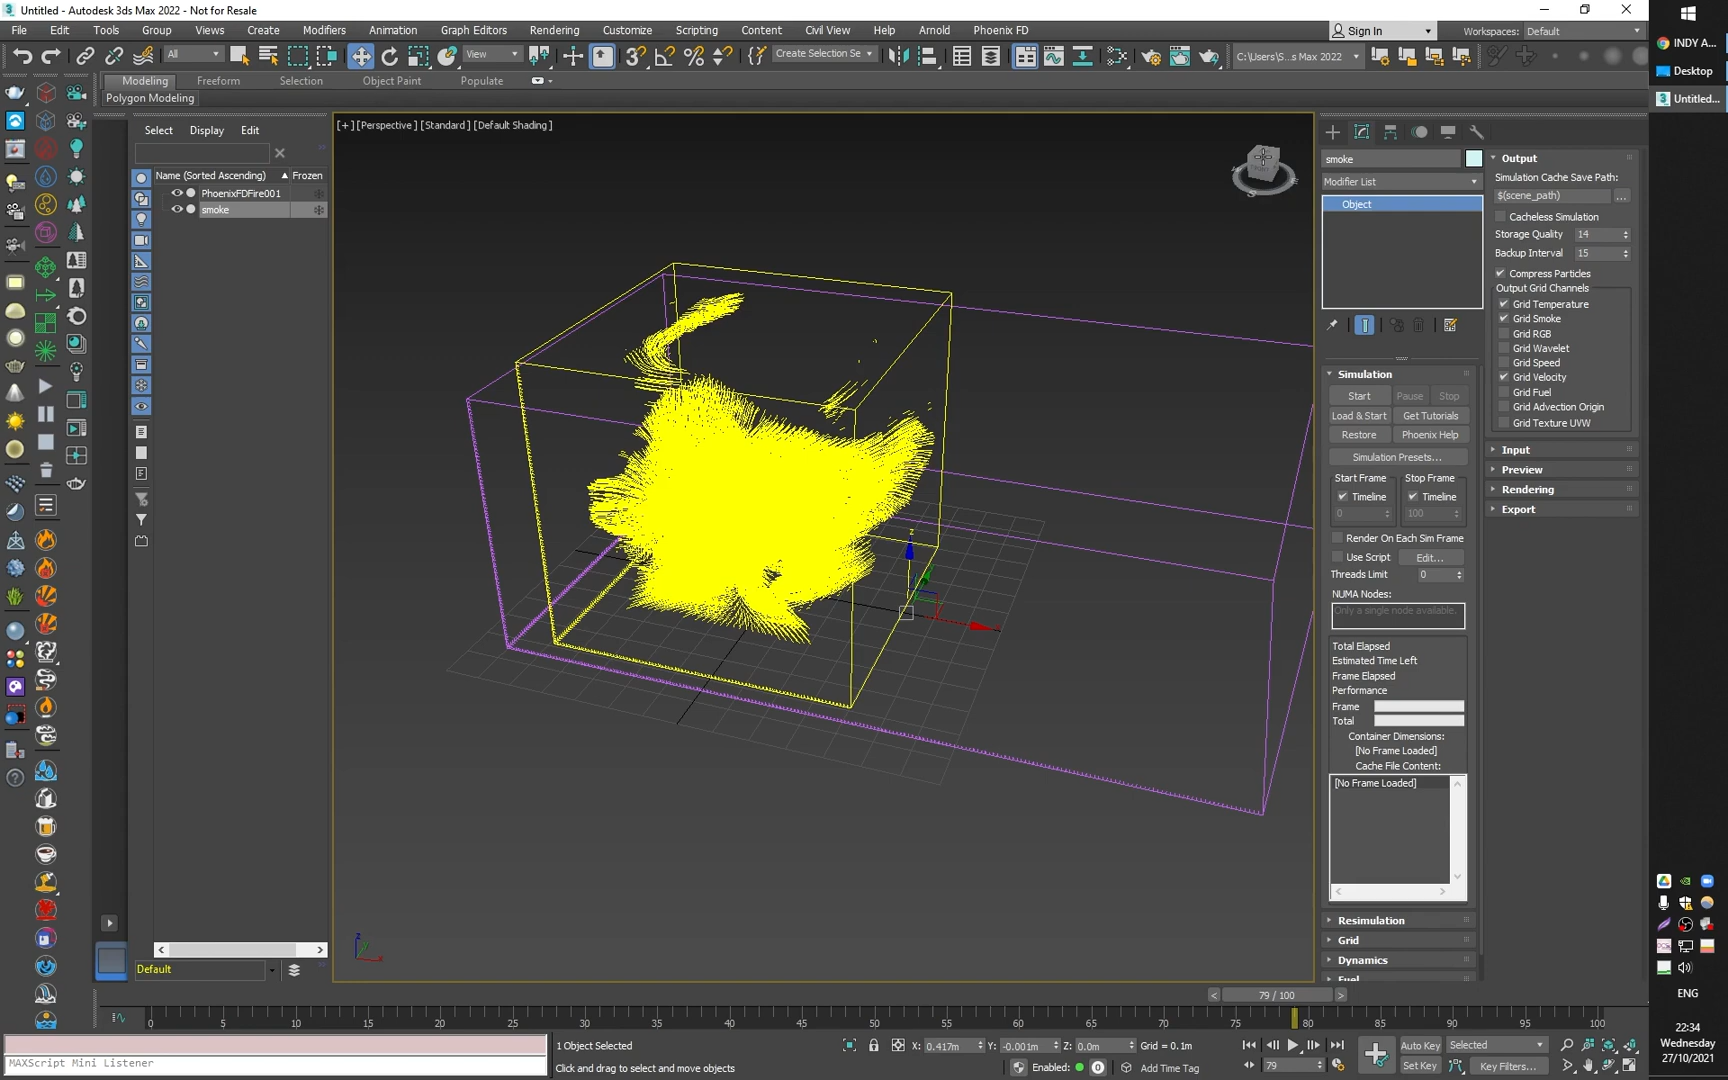 Untitled - Autodesk 3ds Max 2022 - Not for Resale
File Edit Tools Group Views Create Modifiers Animation Graph Editors Rendering Customize Scripting Content Civil View Help Arnold Phoenix FD
Sign In
Workspaces: Default
All
View
Create Selection Se
C:\Users\S...s Max 2022
Modeling Freeform Selection Object Paint Populate
Polygon Modeling
Select Display Edit
Name (Sorted Ascending) Frozen
PhoenixFDFire001
smoke
Default
[+] [Perspective] [Standard] [Default Shading]
smoke
Modifier List
Object
Simulation
Start Pause Stop
Load & Start Get Tutorials
Restore Phoenix Help
Simulation Presets...
Start Frame Stop Frame
Timeline Timeline
0 100
Render On Each Sim Frame
Use Script Edit...
Threads Limit 0
NUMA Nodes:
Only a single node available.
Total Elapsed
Estimated Time Left
Frame Elapsed
Performance
Frame
Total
Container Dimensions:
[No Frame Loaded]
Cache File Content:
[No Frame Loaded]
Resimulation
Grid
Dynamics
Fuel
Output
Simulation Cache Save Path:
$(scene_path) ...
Cacheless Simulation
Storage Quality 14
Backup Interval 15
Compress Particles
Output Grid Channels
Grid Temperature
Grid Smoke
Grid RGB
Grid Wavelet
Grid Speed
Grid Velocity
Grid Fuel
Grid Advection Origin
Grid Texture UVW
Input
Preview
Rendering
Export
INDY A...
Desktop
Untitled...
ENG
22:34
Wednesday
27/10/2021
79 / 100
0 5 10 15 20 25 30 35 40 45 50 55 60 65 70 75 80 85 90 95 100
MAXScript Mini Listener
1 Object Selected
Click and drag to select and move objects
X: 0.417m Y: -0.001m Z: 0.0m Grid = 0.1m
Enabled: 0 Add Time Tag
79
Auto Key Selected
Set Key Key Filters...